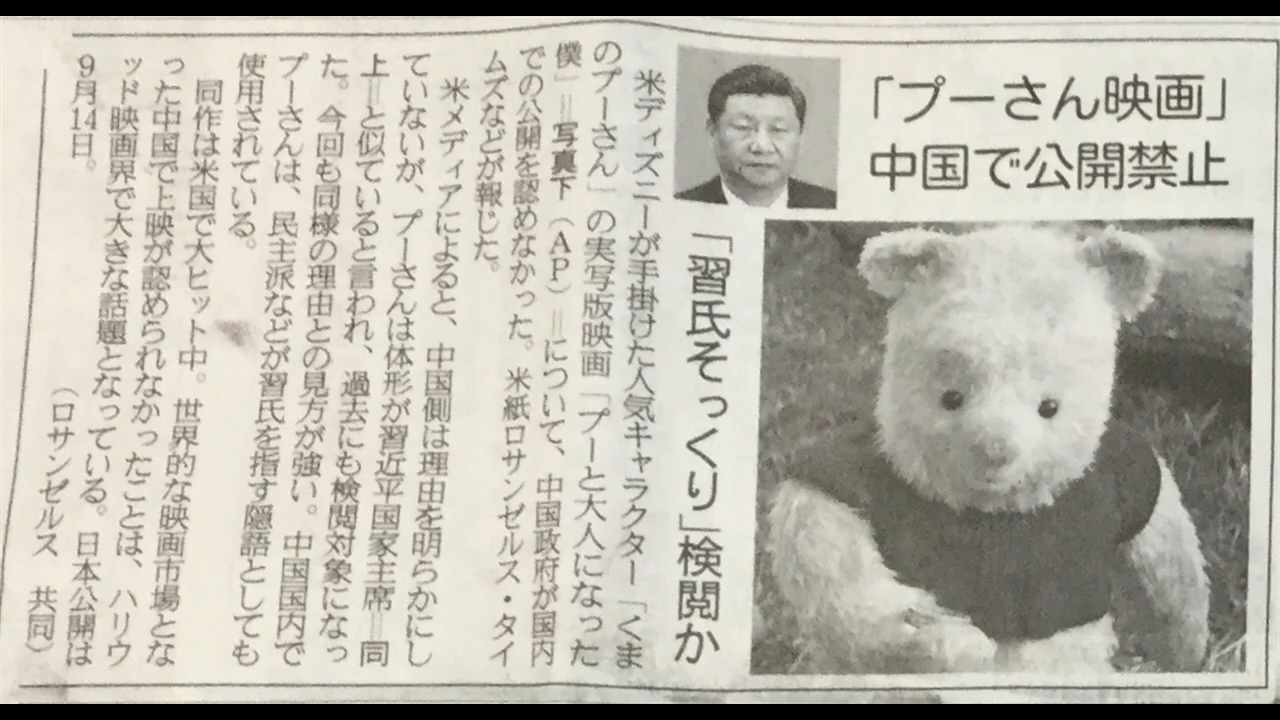 「プーさん映画」
中国で公開禁止
「習氏そっくり」検閲か
米ディズニーが手掛けた人気キャラクター「くま
のプーさん」の実写版映画「プーと大人になった
僕」＝写真下（ＡＰ）＝について、中国政府が国内
での公開を認めなかった。米紙ロサンゼルス・タイ
ムズなどが報じた。
米メディアによると、中国側は理由を明らかにし
ていないが、プーさんは体形が習近平国家主席＝同
上＝と似ていると言われ、過去にも検閲対象になっ
た。今回も同様の理由との見方が強い。中国国内で
プーさんは、民主派などが習氏を指す隠語としても
使用されている。
同作は米国で大ヒット中。世界的な映画市場とな
った中国で上映が認められなかったことは、ハリウ
ッド映画界で大きな話題となっている。日本公開は
９月14日。
（ロサンゼルス　共同）